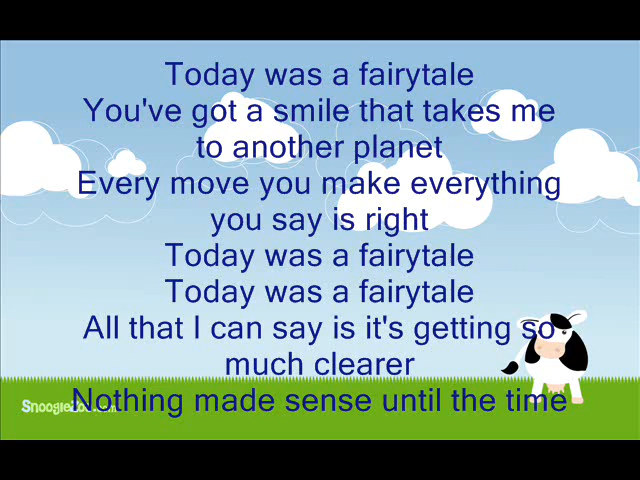 Today was a fairytale
You've got a smile that takes me
to another planet
Every move you make everything
you say is right
Today was a fairytale
Today was a fairytale
All that I can say is it's getting so
much clearer
Nothing made sense until the time
SnoogleZoo.com